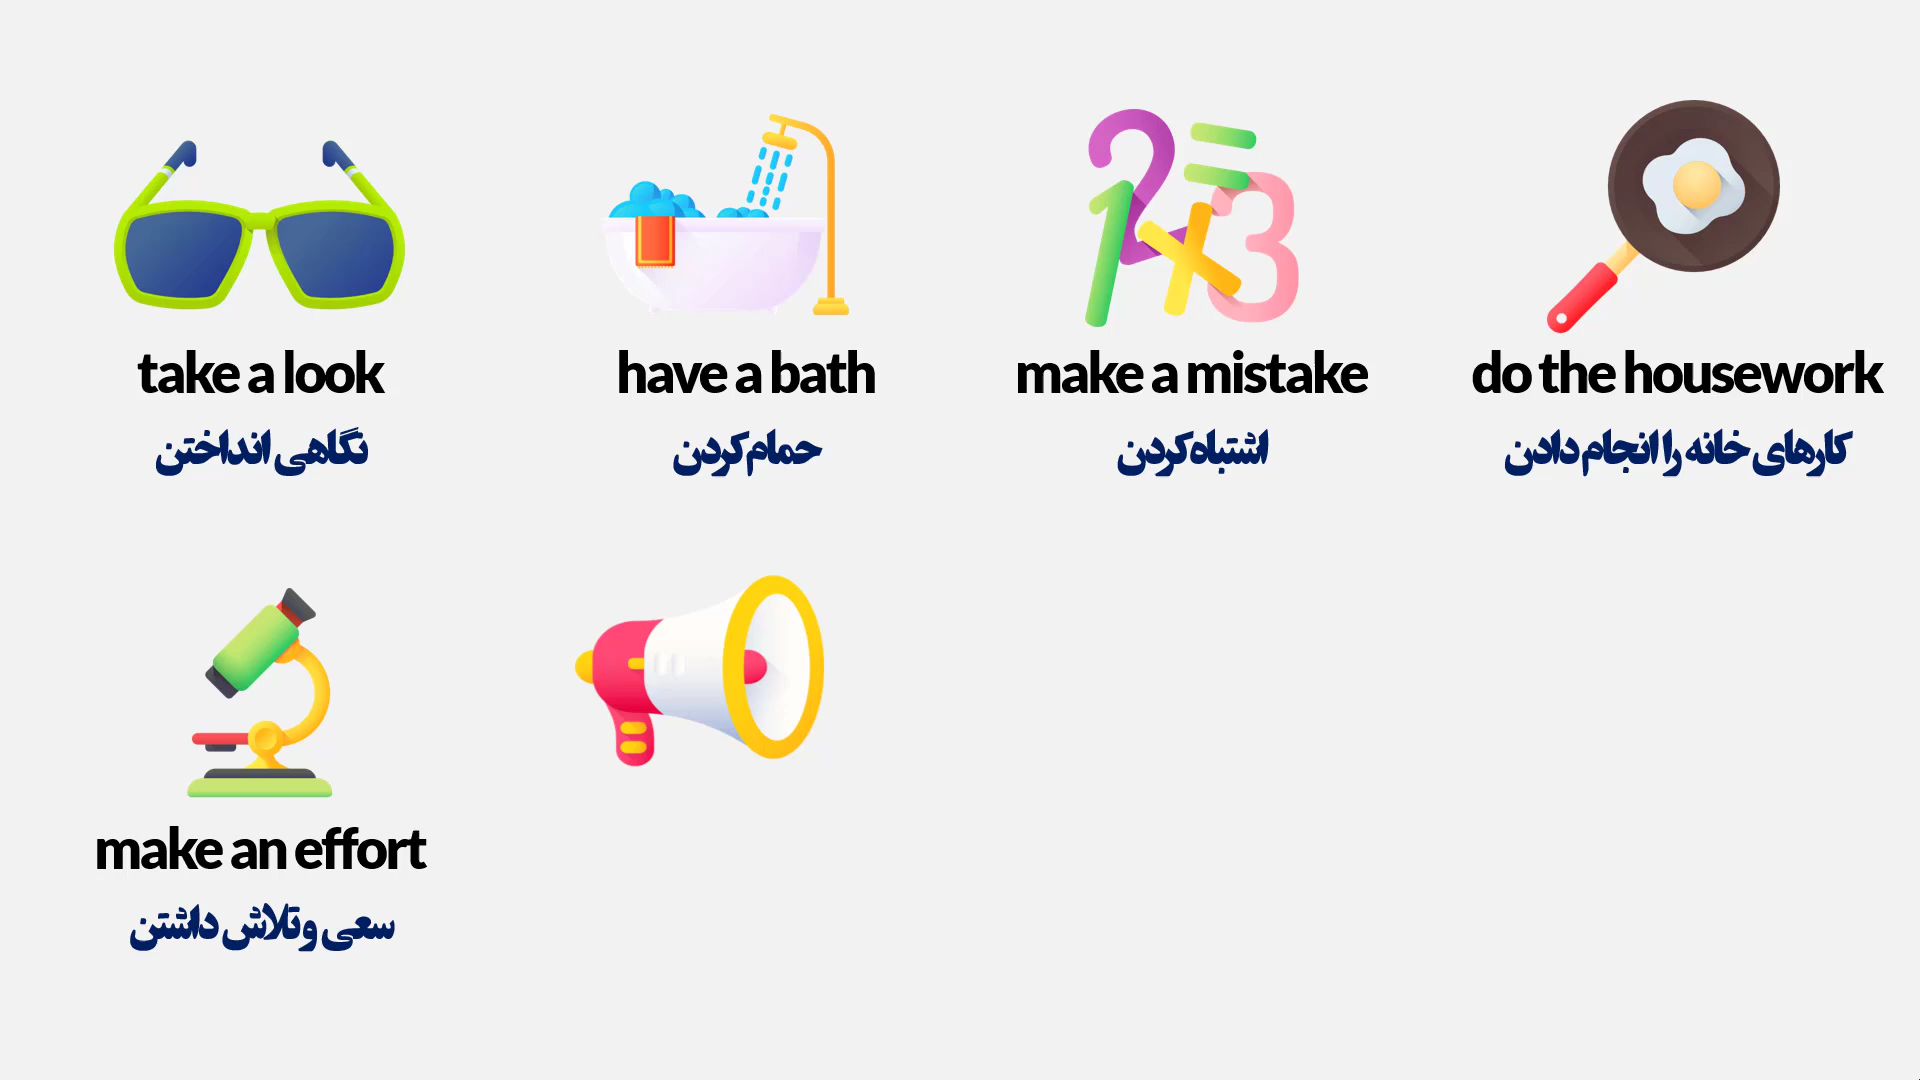 take a look
نگاهی انداختن
have a bath
حمام کردن
make a mistake
اشتباه کردن
do the housework
کارهای خانه را انجام دادن
make an effort
سعی و تلاش داشتن